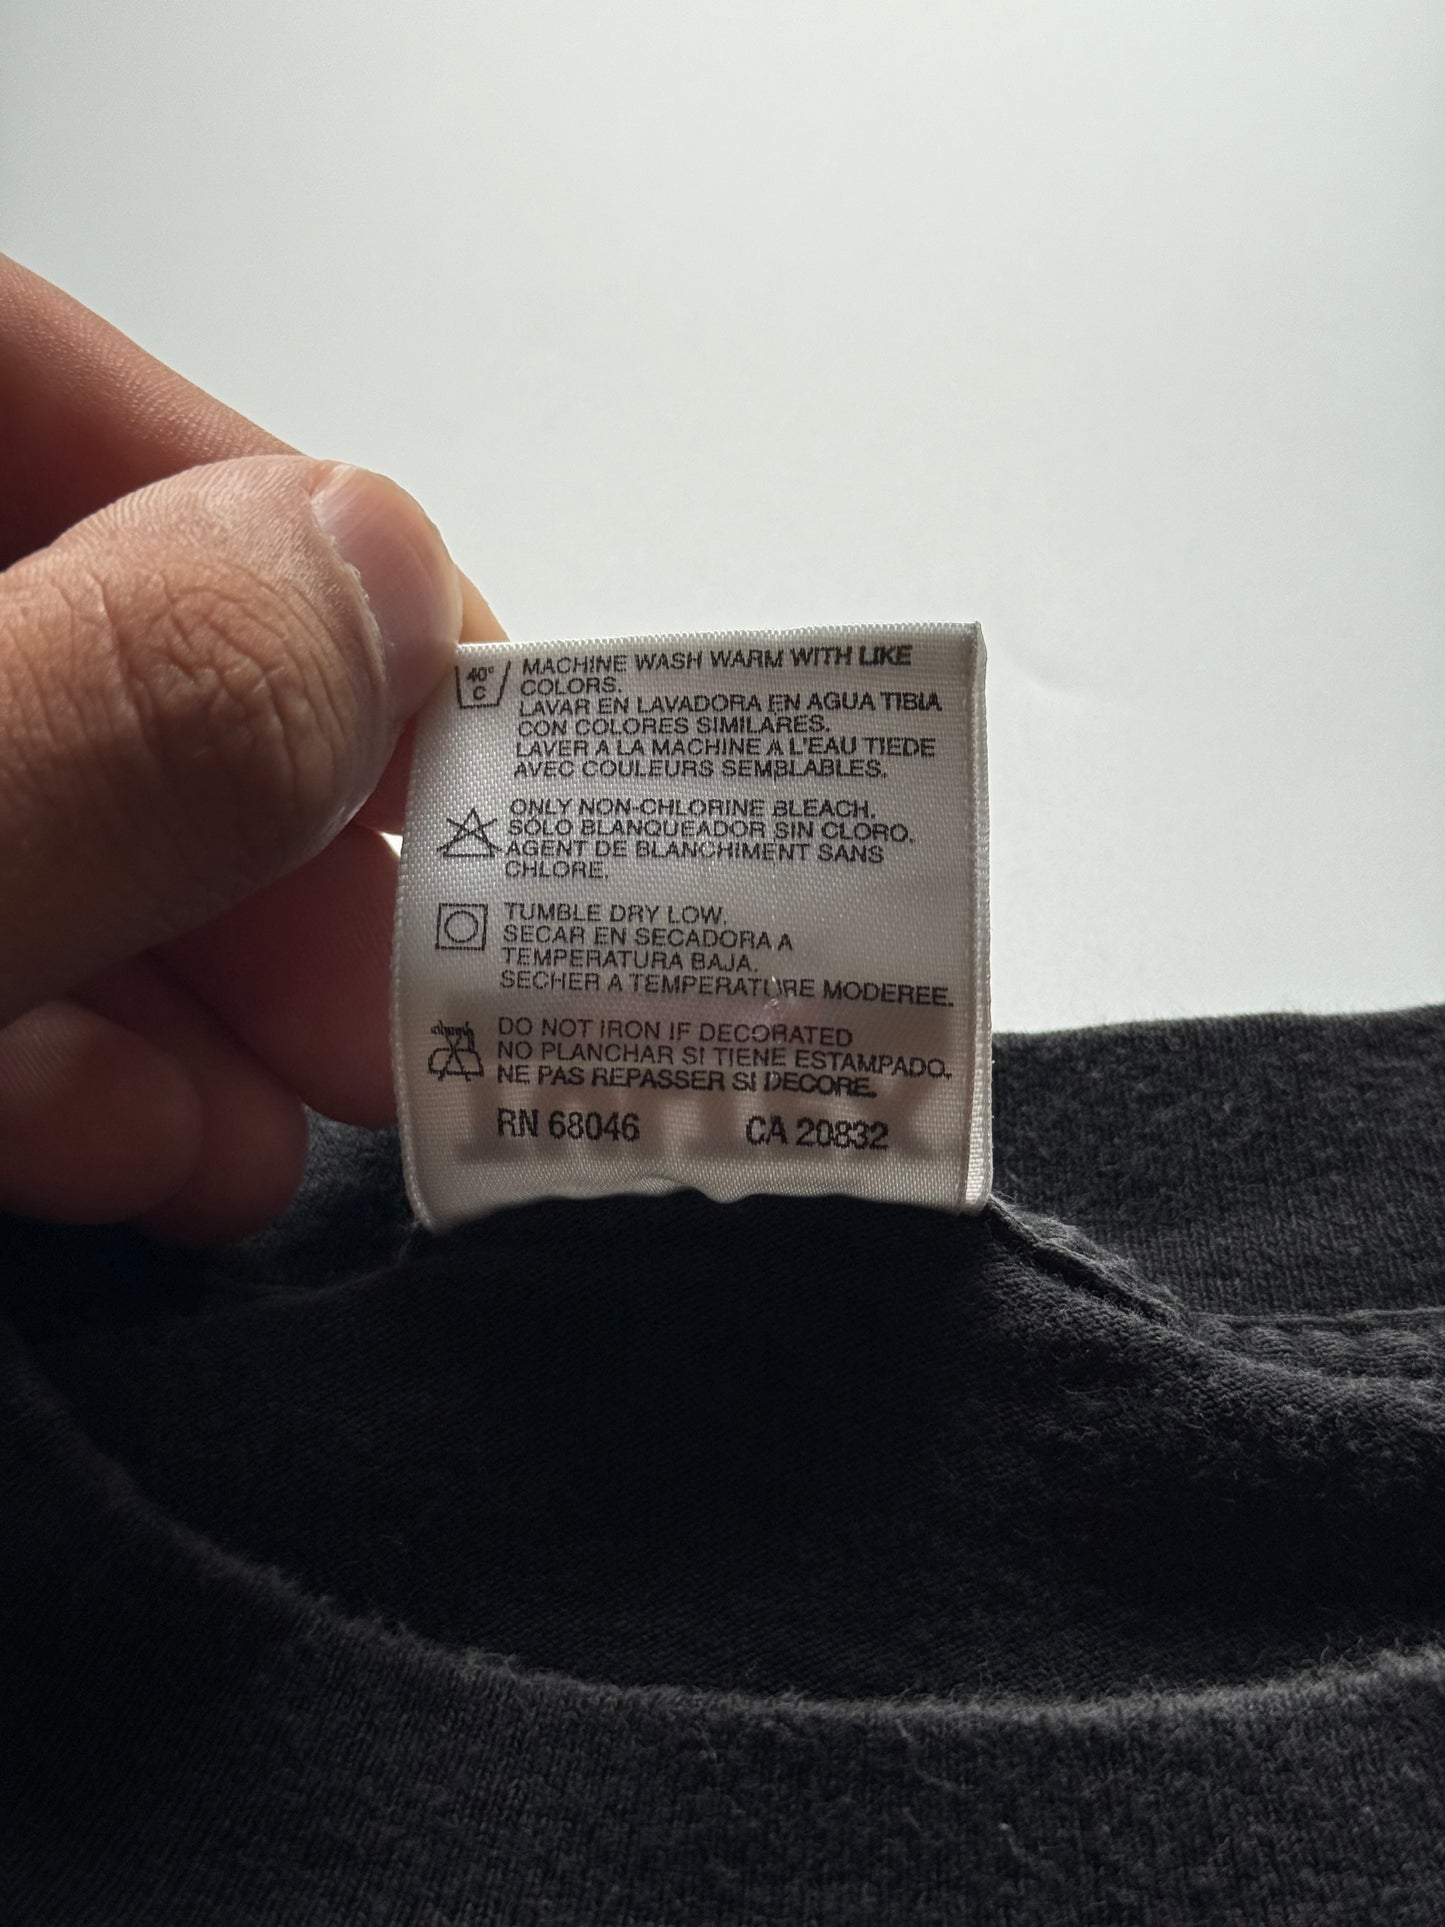 40°
C
MACHINE WASH WARM WITH LIKE
COLORS.
LAVAR EN LAVADORA EN AGUA TIBIA
CON COLORES SIMILARES.
LAVER A LA MACHINE A L'EAU TIEDE
AVEC COULEURS SEMBLABLES.
ONLY NON-CHLORINE BLEACH.
SÓLO BLANQUEADOR SIN CLORO.
AGENT DE BLANCHIMENT SANS
CHLORE.
TUMBLE DRY LOW.
SECAR EN SECADORA A
TEMPERATURA BAJA.
SECHER A TEMPERATURE MODEREE.
DO NOT IRON IF DECORATED
NO PLANCHAR SI TIENE ESTAMPADO.
NE PAS REPASSER SI DECORE.
RN 68046 CA 20832